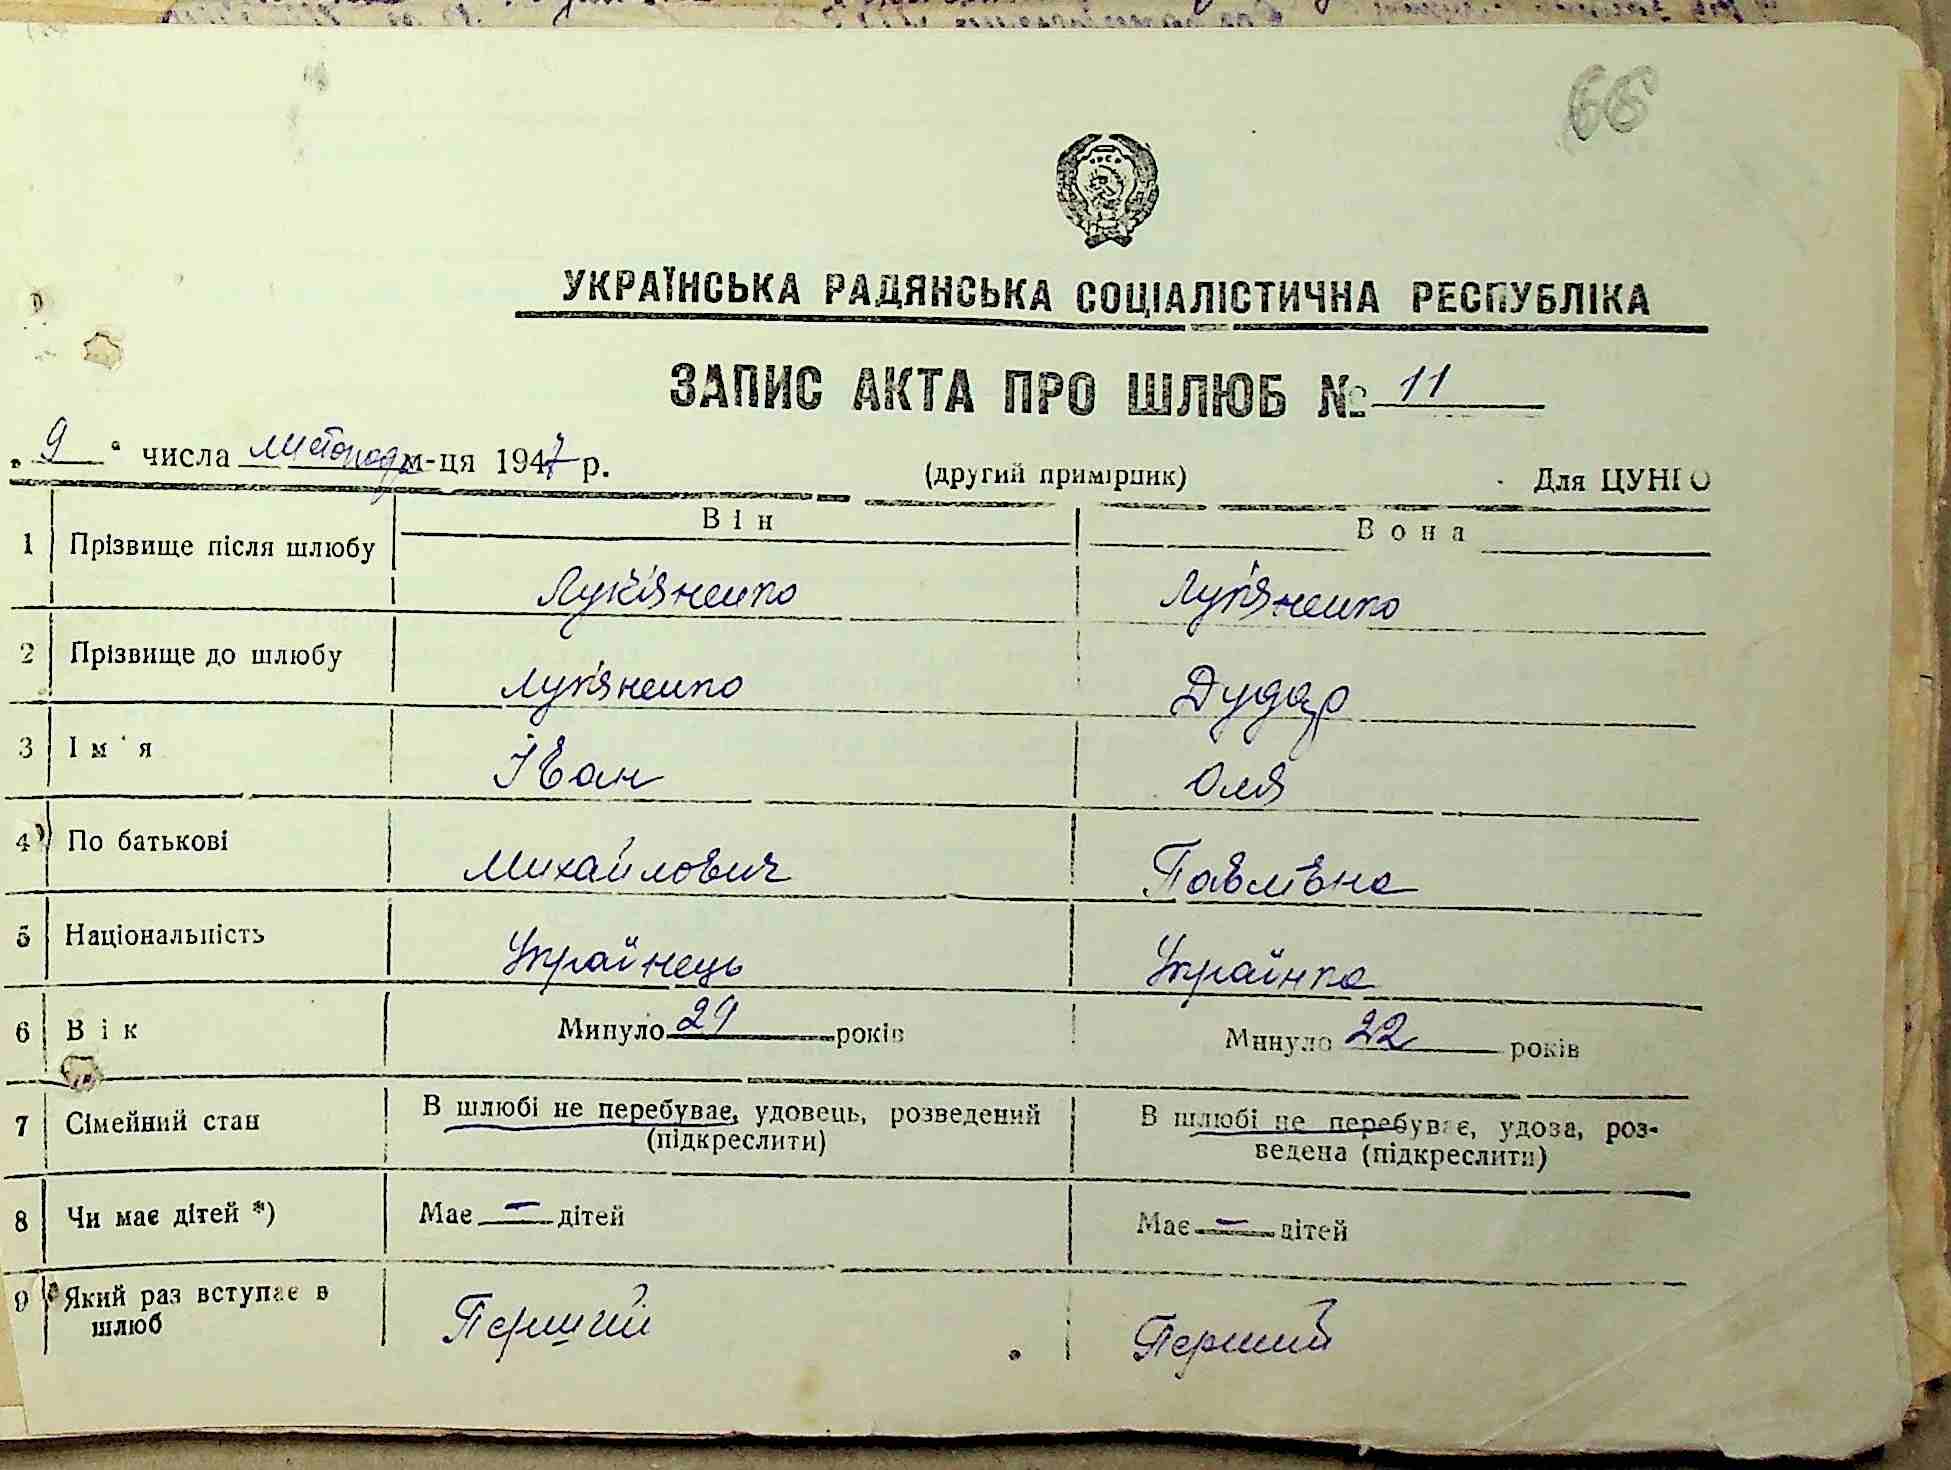 66
УКРАЇНСЬКА РАДЯНСЬКА СОЦІАЛІСТИЧНА РЕСПУБЛІКА
ЗАПИС АКТА ПРО ШЛЮБ № 11
„ 9 “ числа листопада м-ця 1947 р. (другий примірник) Для ЦУНГО
Він Вона
1 Прізвище після шлюбу Лук'яненко Лук'яненко
2 Прізвище до шлюбу Лук'яненко Дудар
3 Ім'я Іван Оля
4 По батькові Михайлович Павлівна
5 Національність Українець Українка
6 Вік Минуло 29 років Минуло 22 років
7 Сімейний стан В шлюбі не перебуває, удовець, розведений В шлюбі не перебуває, удова, роз-
(підкреслити) ведена (підкреслити)
8 Чи має дітей *) Має — дітей Має — дітей
9 Який раз вступає в Перший Перший
шлюб